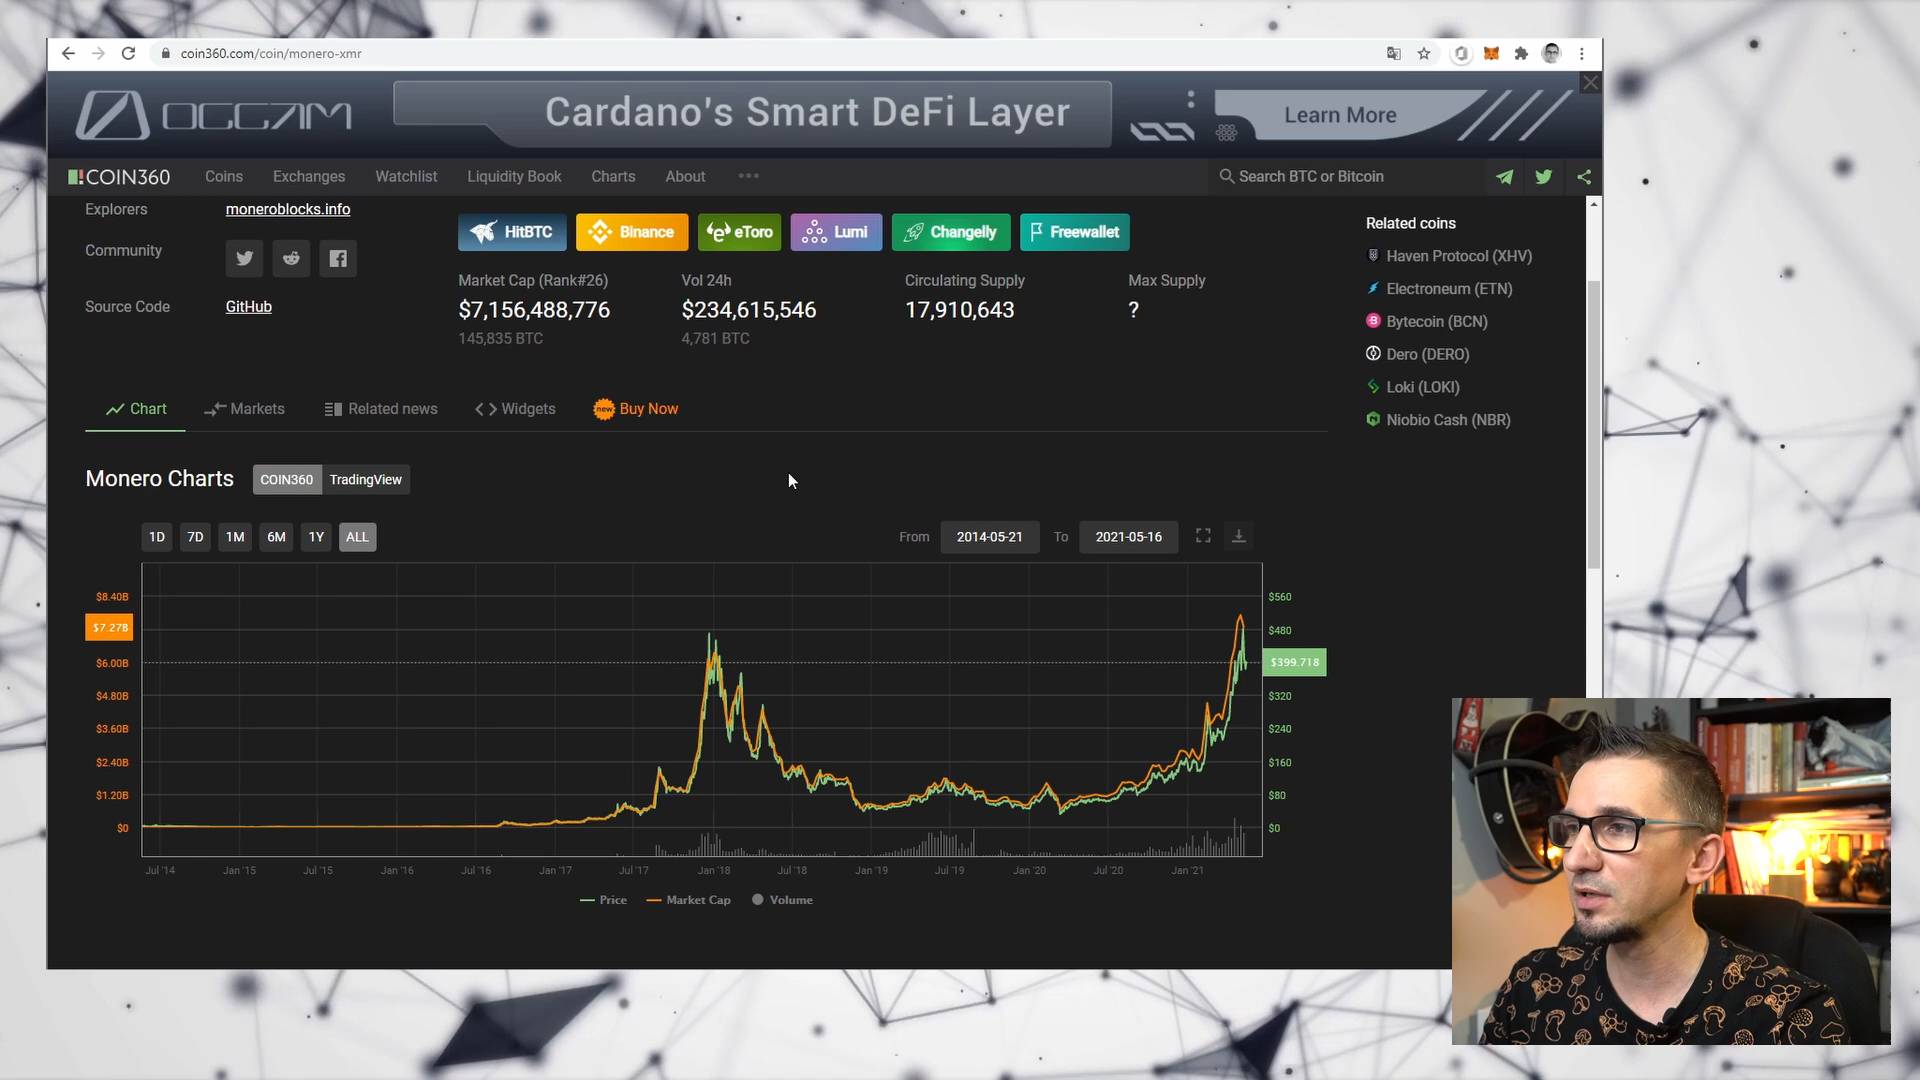 coin360.com/coin/monero-xmr
OCCAM
Cardano's Smart DeFi Layer
Learn More
COIN360
Coins
Exchanges
Watchlist
Liquidity Book
Charts
About
Search BTC or Bitcoin
Explorers
moneroblocks.info
Community
Source Code
GitHub
HitBTC
Binance
eToro
Lumi
Changelly
Freewallet
Market Cap (Rank#26)
$7,156,488,776
145,835 BTC
Vol 24h
$234,615,546
4,781 BTC
Circulating Supply
17,910,643
Max Supply
?
Related coins
Haven Protocol (XHV)
Electroneum (ETN)
Bytecoin (BCN)
Dero (DERO)
Loki (LOKI)
Niobio Cash (NBR)
Chart
Markets
Related news
Widgets
new
Buy Now
Monero Charts
COIN360
TradingView
1D
7D
1M
6M
1Y
ALL
From
2014-05-21
To
2021-05-16
$8.40B
$7.27B
$6.00B
$4.80B
$3.60B
$2.40B
$1.20B
$0
$560
$480
$399.718
$320
$240
$160
$80
$0
Jul '14
Jan '15
Jul '15
Jan '16
Jul '16
Jan '17
Jul '17
Jan '18
Jul '18
Jan '19
Jul '19
Jan '20
Jul '20
Jan '21
Price
Market Cap
Volume